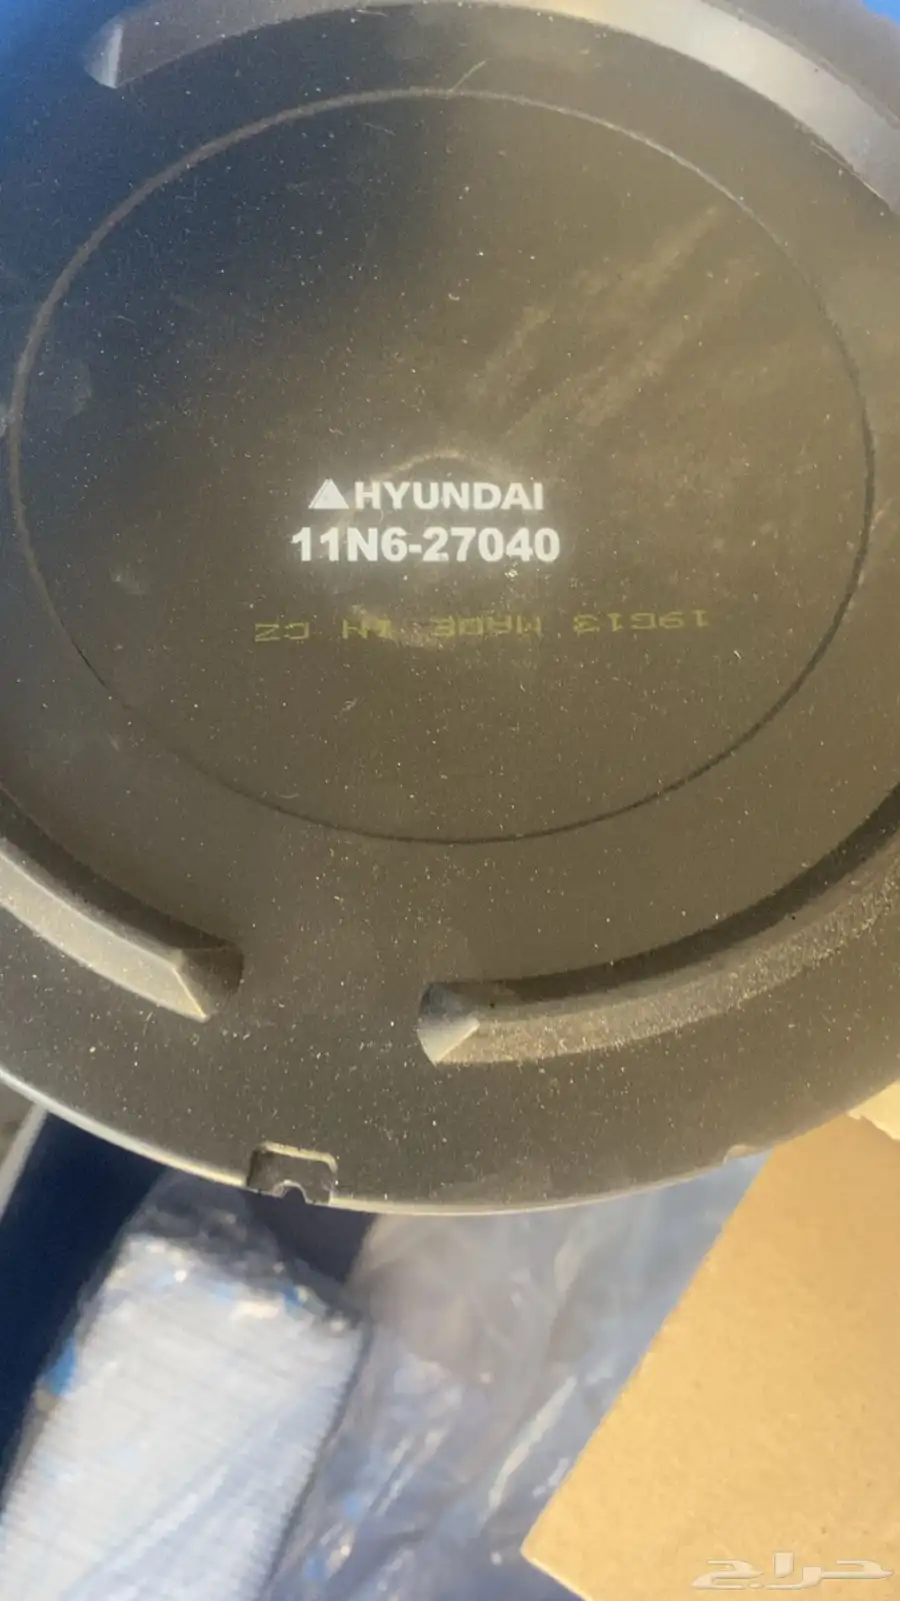 HYUNDAI
11N6-27040
19G13 MADE IN CZ
حراج